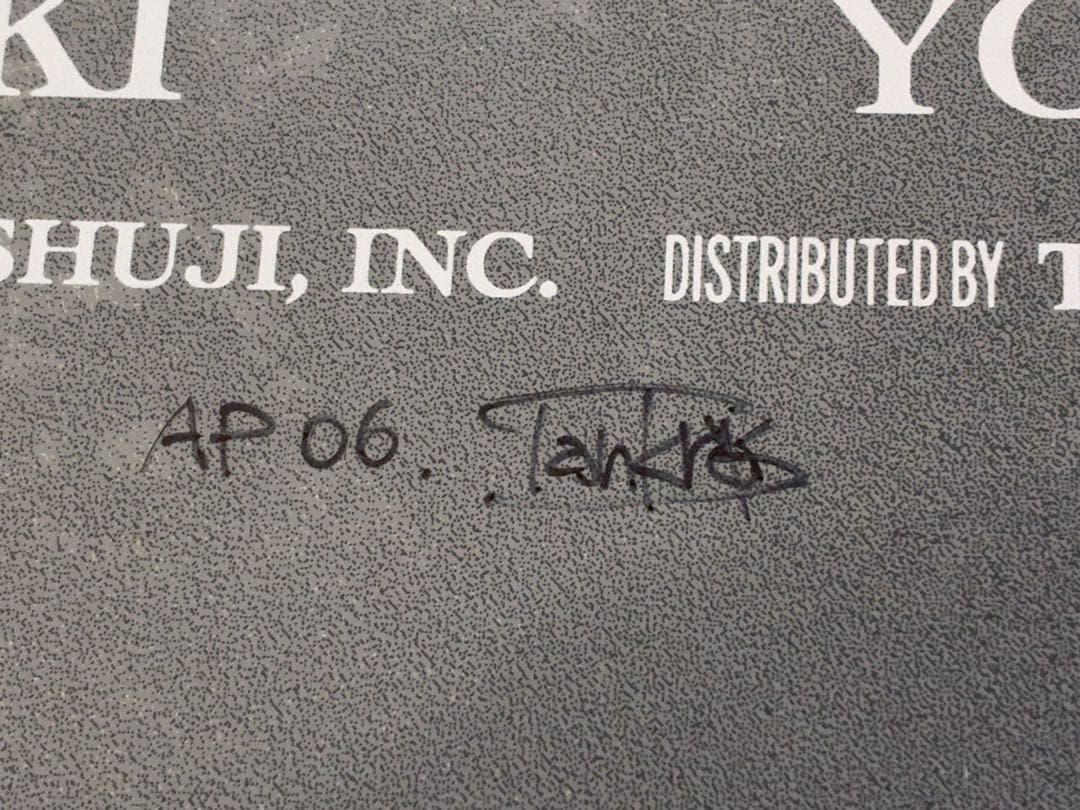 KI YO
SHUJI, INC. DISTRIBUTED BY T
AP 06.